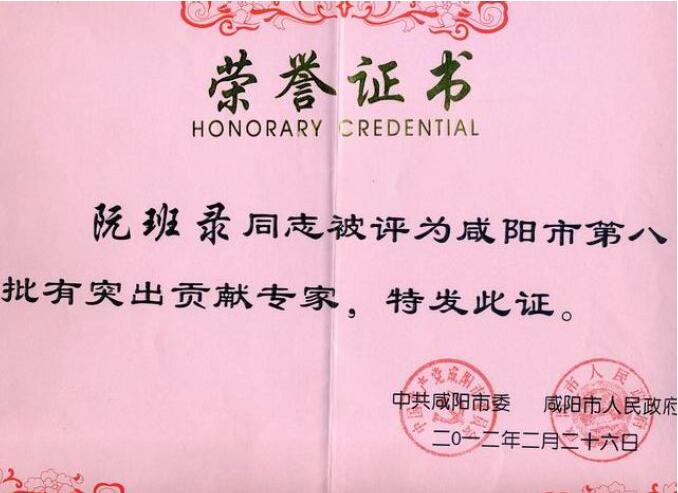 荣誉证书
HONORARY CREDENTIAL
阮班录同志被评为咸阳市第八
批有突出贡献专家，特发此证。
中共咸阳市委 咸阳市人民政府
二0一二年二月二十六日